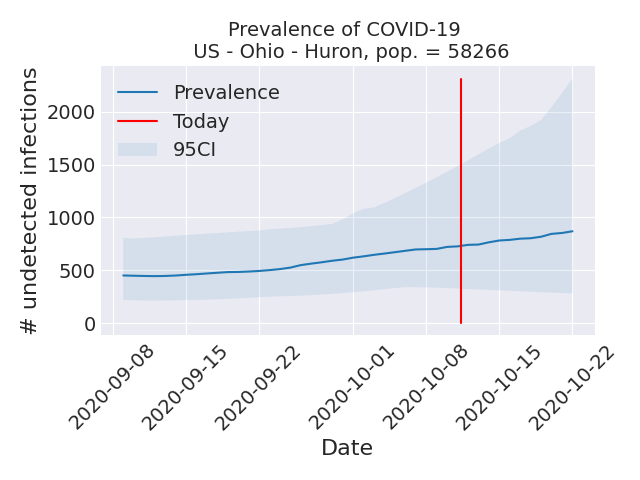 Prevalence of COVID-19
US - Ohio - Huron, pop. = 58266
# undetected infections
2000
1500
1000
500
0
Prevalence
Today
95CI
2020-09-08
2020-09-15
2020-09-22
2020-10-01
2020-10-08
2020-10-15
2020-10-22
Date